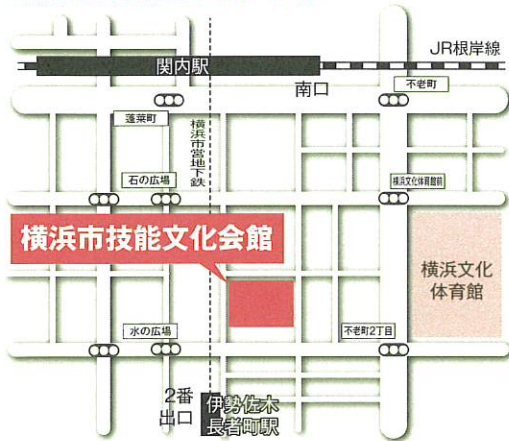 JR根岸線
関内駅
南口
不老町
蓬莱町
横浜市営地下鉄
石の広場
横浜文化体育館前
横浜市技能文化会館
横浜文化
体育館
水の広場
不老町2丁目
2番
出口
伊勢佐木
長者町駅